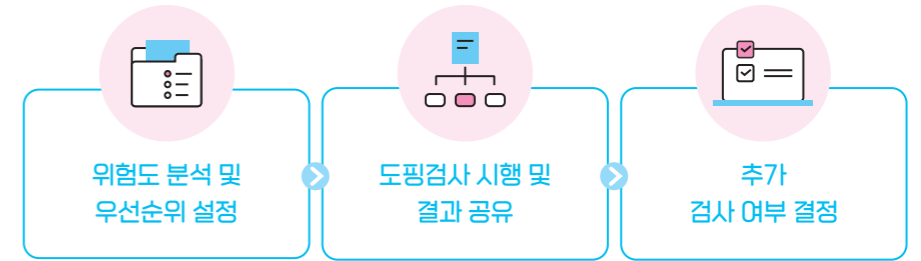 위험도 분석 및
우선순위 설정
도핑검사 시행 및
결과 공유
추가
검사 여부 결정